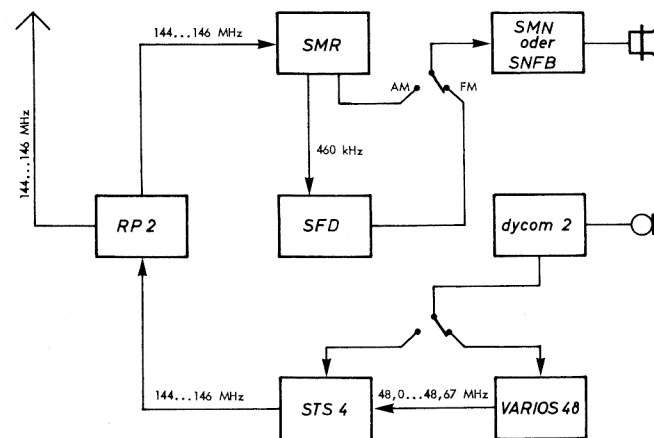 144...146 MHz
SMR
SMN
oder
SNFB
AM
FM
144...146 MHz
460 kHz
RP 2
SFD
dycom 2
144...146 MHz
STS 4
48,0...48,67 MHz
VARIOS 48